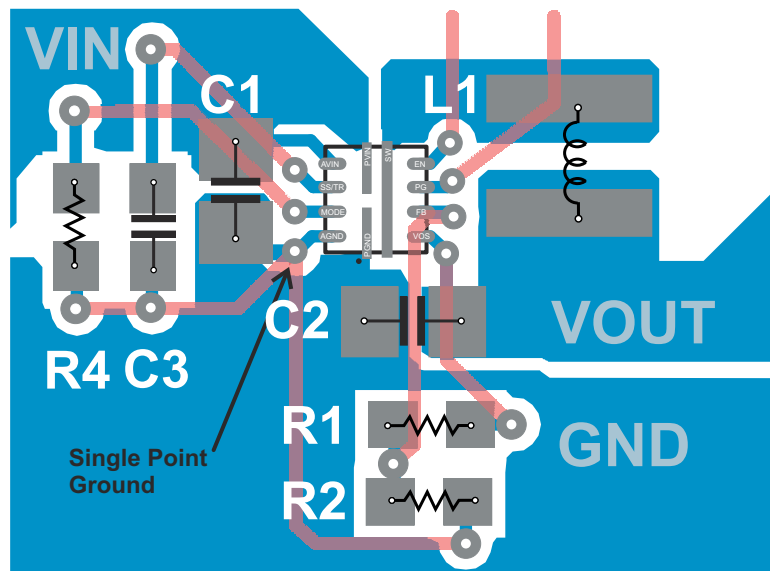 VIN
C1
L1
AVIN
SS/TR
MODE
AGND
PVIN
PGND
SW
EN
PG
FB
VOS
C2
VOUT
R4 C3
R1
GND
Single Point
Ground
R2